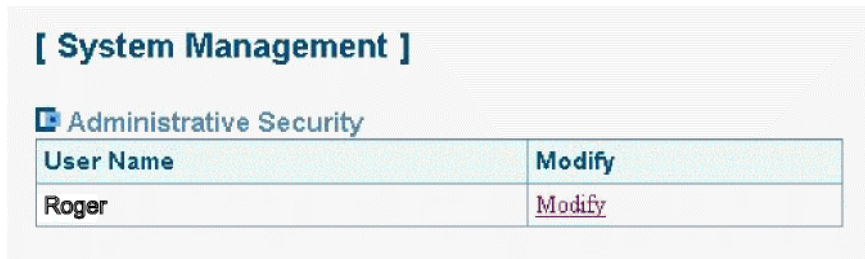 [ System Management ]
Administrative Security
User Name Modify
Roger Modify